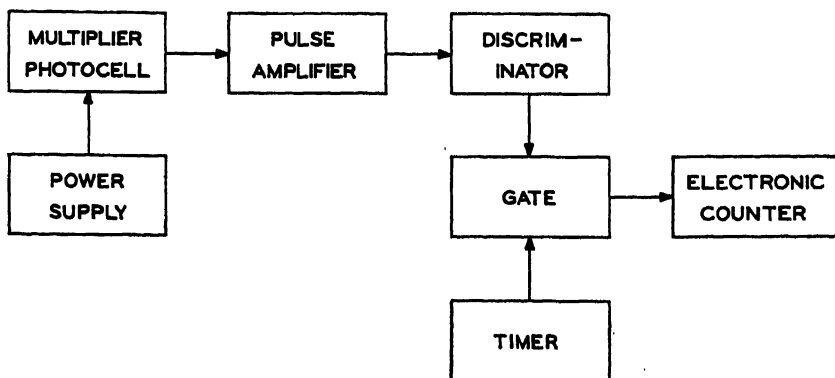 MULTIPLIER
PHOTOCELL
PULSE
AMPLIFIER
DISCRIM-
INATOR
POWER
SUPPLY
GATE
ELECTRONIC
COUNTER
TIMER